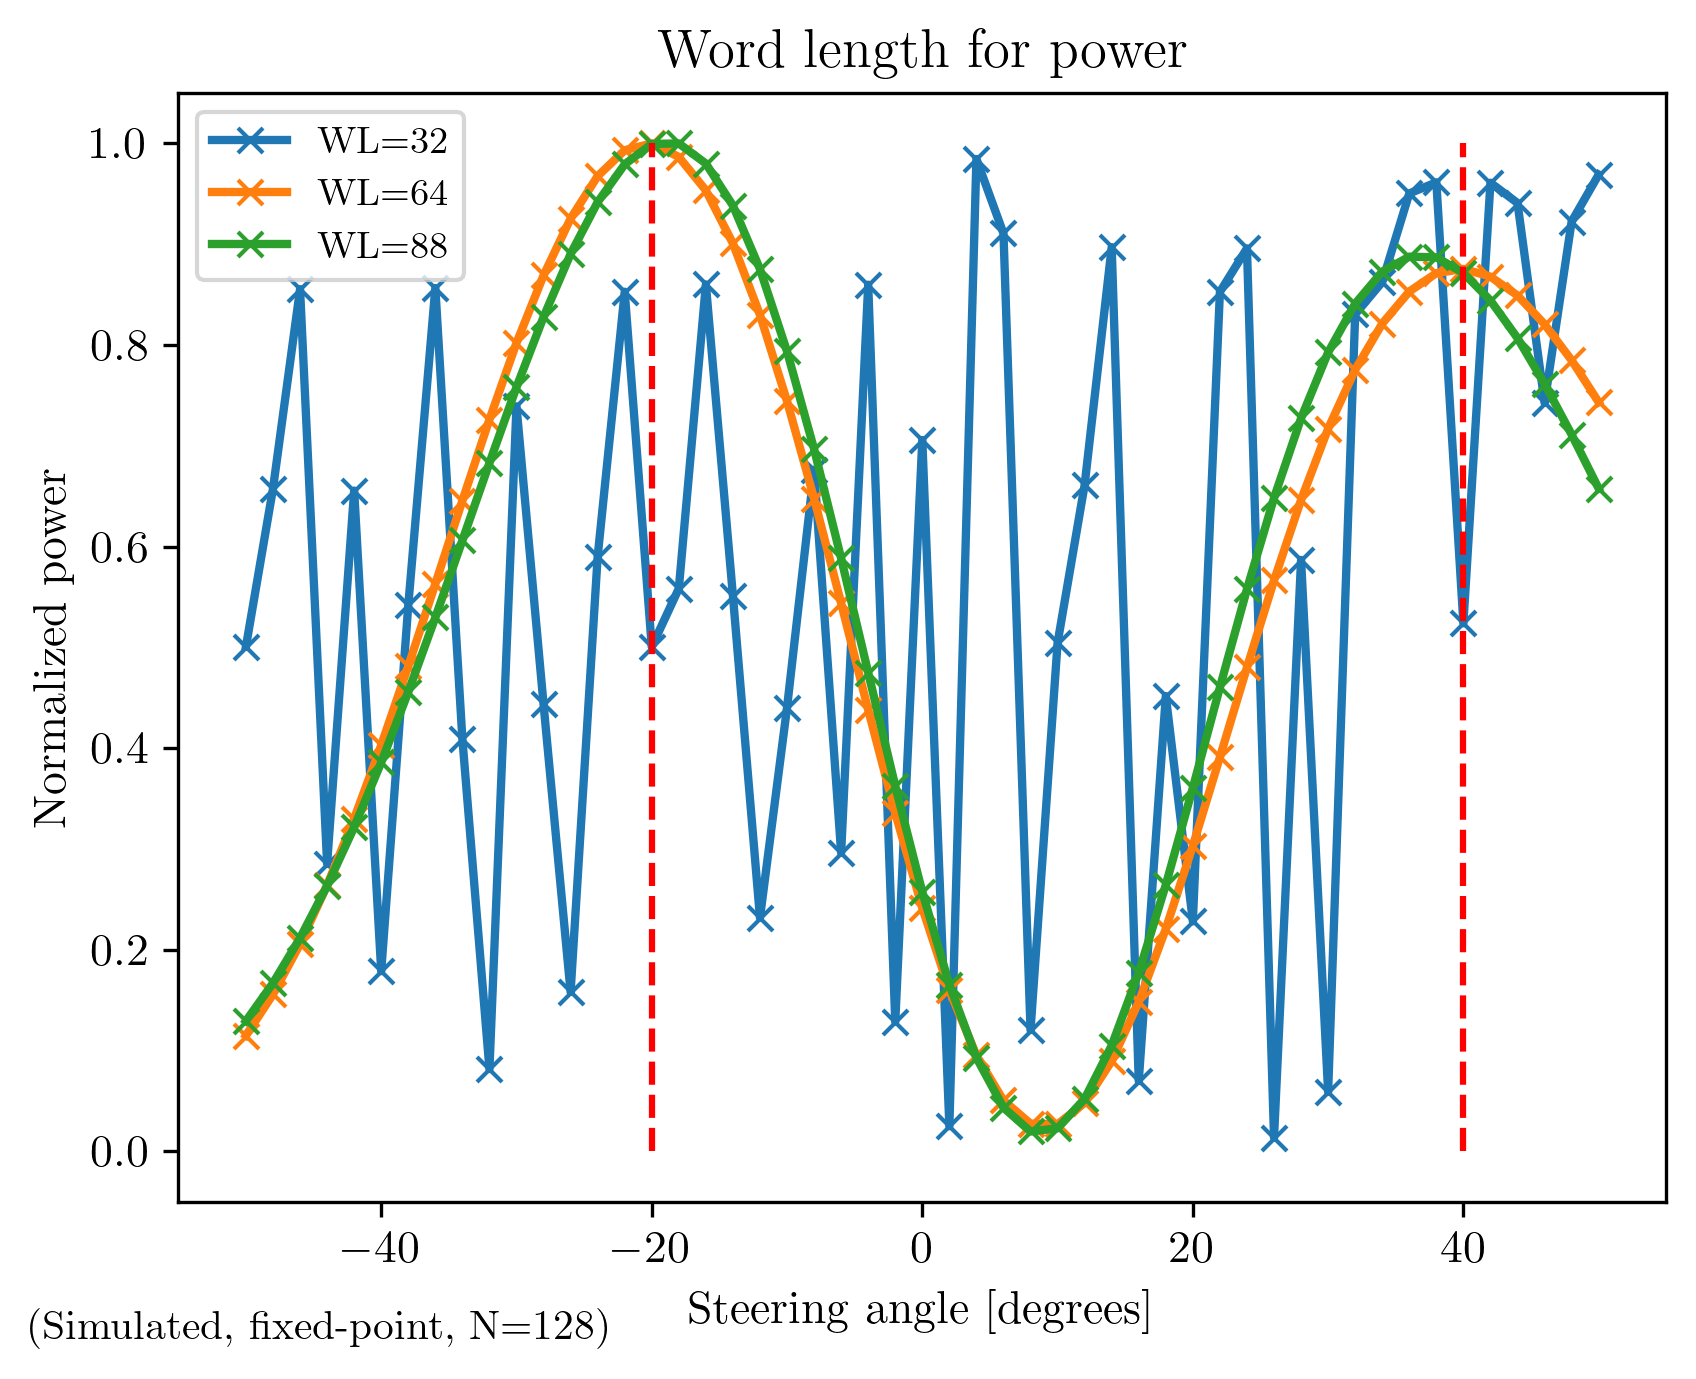 Word length for power
WL=32
WL=64
WL=88
1.0
0.8
0.6
0.4
0.2
0.0
Normalized power
−40
−20
0
20
40
Steering angle [degrees]
(Simulated, fixed-point, N=128)